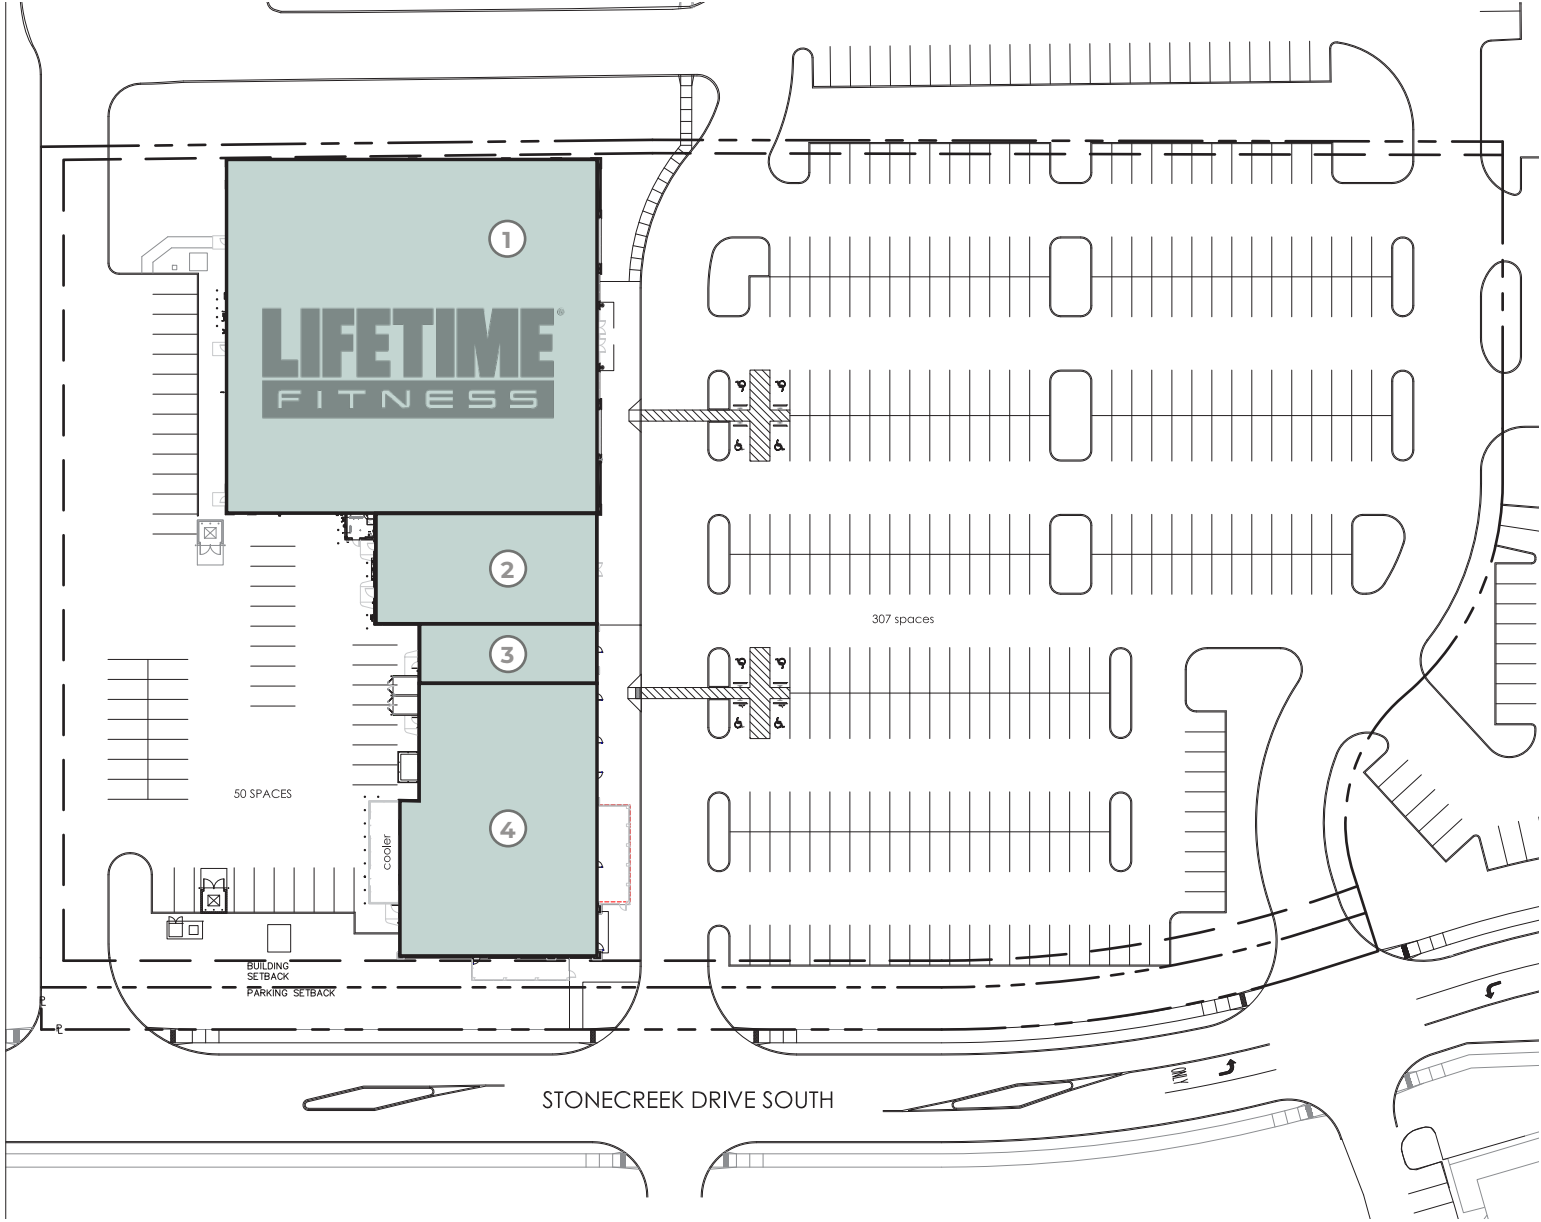 1
LIFETIME®
FITNESS
2
307 spaces
3
50 SPACES
4
cooler
BUILDING
SETBACK
PARKING SETBACK
STONECREEK DRIVE SOUTH
ONLY